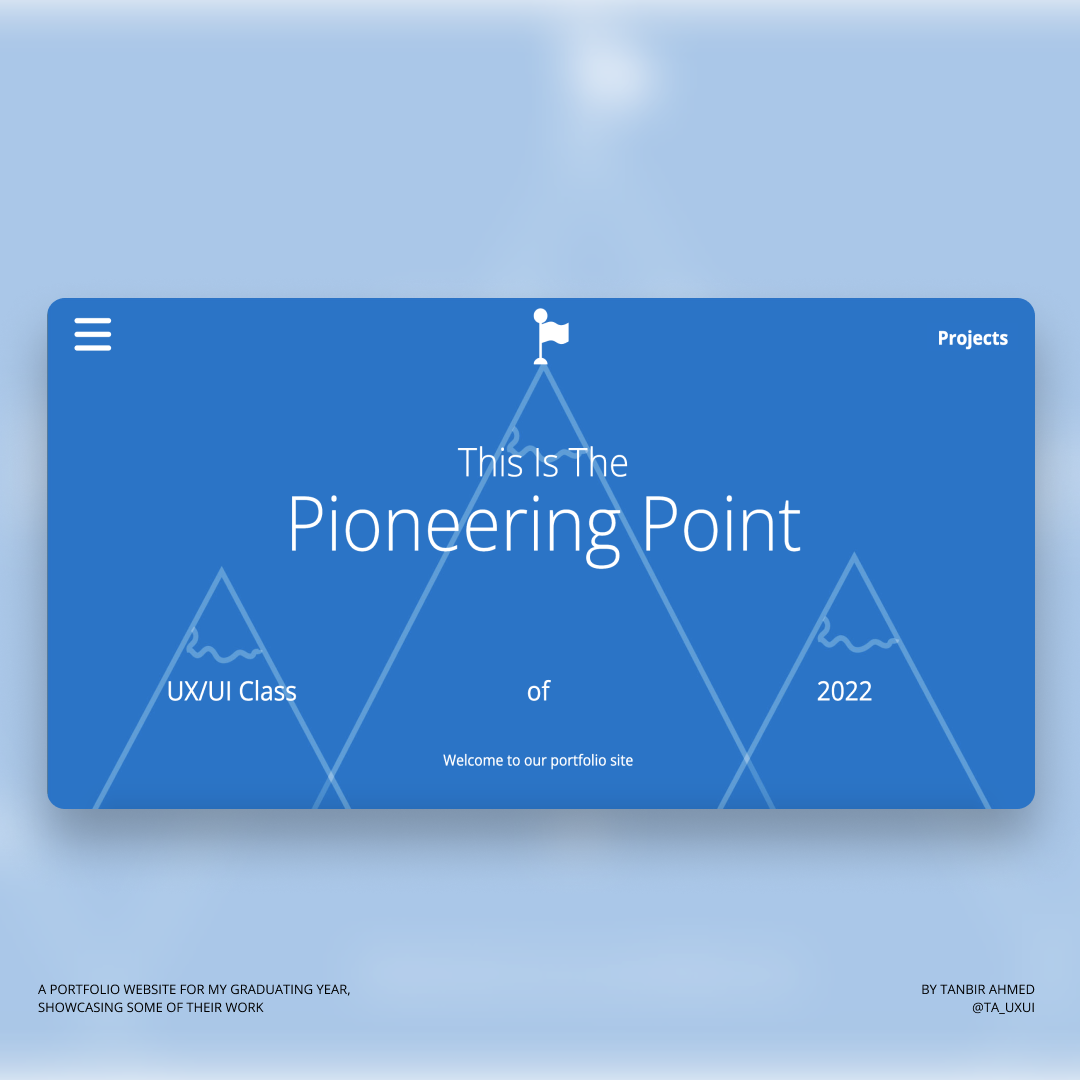 Projects
This Is The
Pioneering Point
UX/UI Class
of
2022
Welcome to our portfolio site
A PORTFOLIO WEBSITE FOR MY GRADUATING YEAR,
SHOWCASING SOME OF THEIR WORK
BY TANBIR AHMED
@TA_UXUI